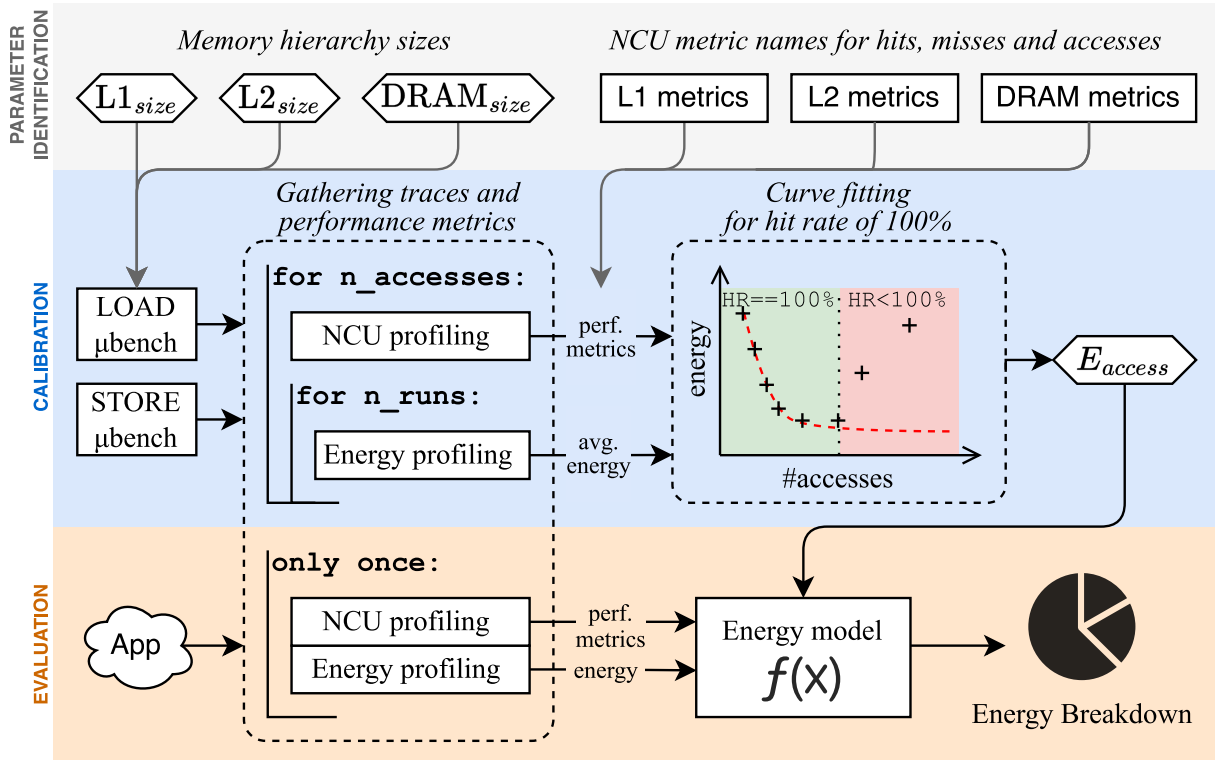 PARAMETER
IDENTIFICATION
Memory hierarchy sizes
NCU metric names for hits, misses and accesses
L1size
L2size
DRAMsize
L1 metrics
L2 metrics
DRAM metrics
CALIBRATION
Gathering traces and
performance metrics
Curve fitting
for hit rate of 100%
LOAD
μbench
STORE
μbench
for n_accesses:
NCU profiling
for n_runs:
Energy profiling
perf.
metrics
avg.
energy
HR==100%
HR<100%
energy
#accesses
Eaccess
EVALUATION
App
only once:
NCU profiling
Energy profiling
perf.
metrics
energy
Energy model
f(x)
Energy Breakdown